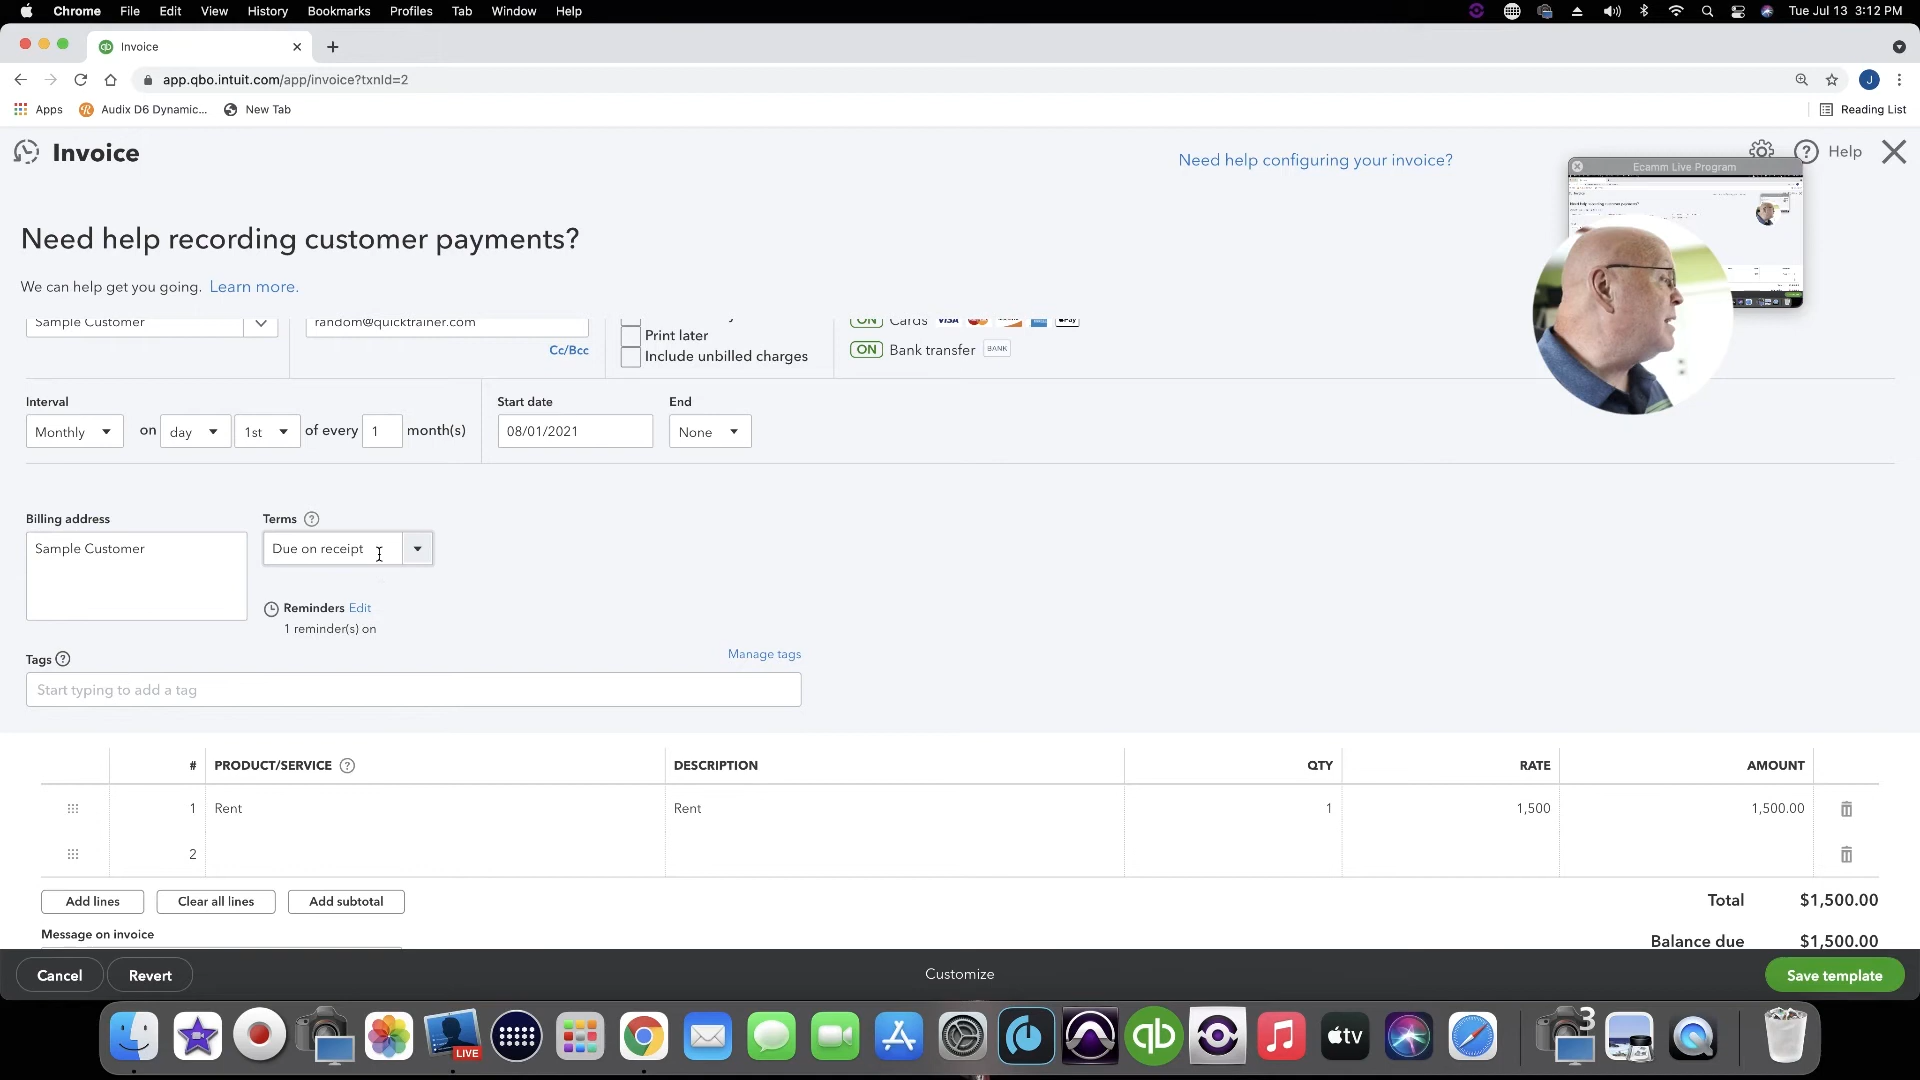 Chrome File Edit View History Bookmarks Profiles Tab Window Help Tue Jul 13 3:12 PM
Invoice
app.qbo.intuit.com/app/invoice?txnId=2 J
Apps Audix D6 Dynamic... New Tab Reading List
Invoice Need help configuring your invoice? Help
Ecamm Live Program
Need help recording customer payments?
We can help get you going. Learn more.
Sample Customer random@quicktrainer.com ON Cards VISA Pay
Print later
Cc/Bcc Include unbilled charges ON Bank transfer BANK
Interval Start date End
Monthly on day 1st of every 1 month(s) 08/01/2021 None
Billing address Terms ?
Sample Customer Due on receipt
Reminders Edit
1 reminder(s) on
Tags ? Manage tags
Start typing to add a tag
# PRODUCT/SERVICE ? DESCRIPTION QTY RATE AMOUNT
1 Rent Rent 1 1,500 1,500.00
2
Add lines Clear all lines Add subtotal Total $1,500.00
Message on invoice
Balance due $1,500.00
Cancel Revert Customize Save template
LIVE qb tv 3